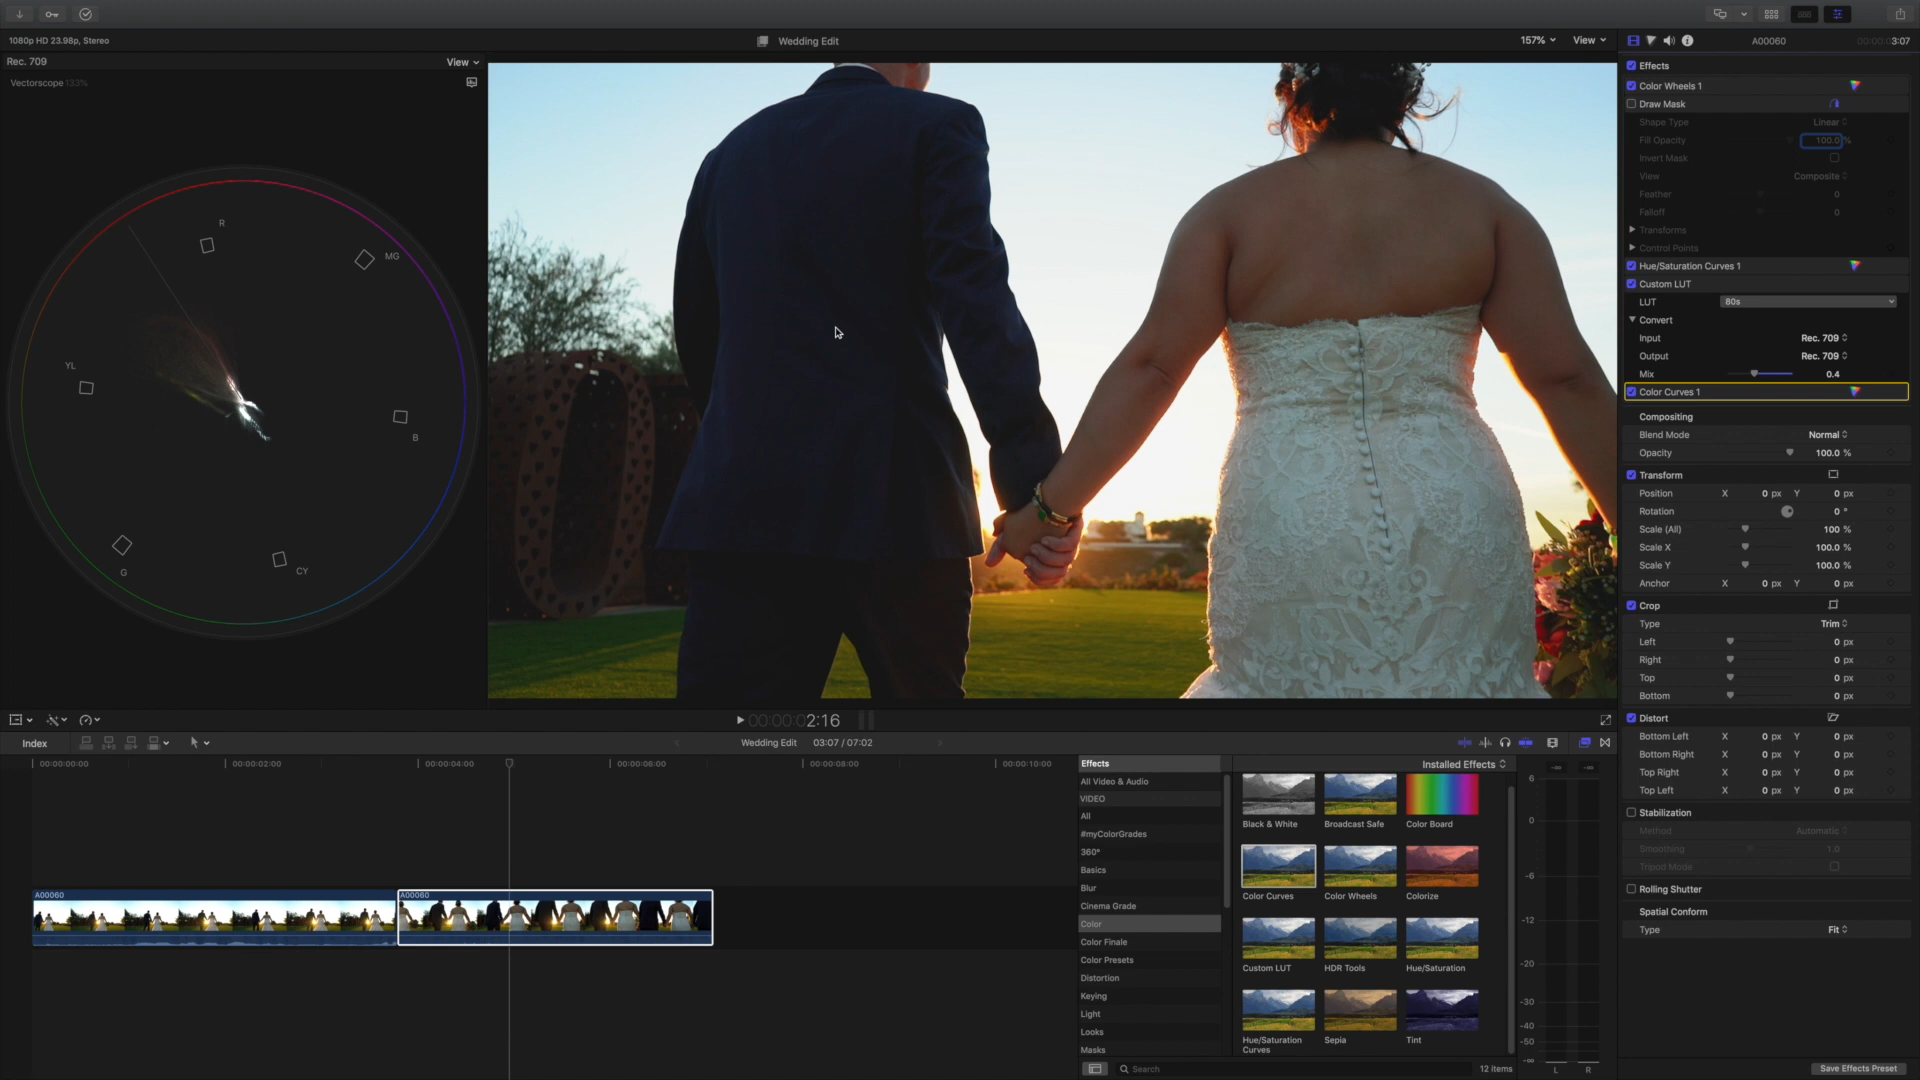 1080p HD 23.98p, Stereo
Wedding Edit
157%
View
A00060
00:00:03:07
Rec. 709
View
Vectorscope 133%
R
MG
YL
B
G
CY
Effects
Color Wheels 1
Draw Mask
Shape Type Linear
Fill Opacity 100.0 %
Invert Mask
View Composite
Feather 0
Falloff 0
Transforms
Control Points
Hue/Saturation Curves 1
Custom LUT
LUT 80s
Convert
Input Rec. 709
Output Rec. 709
Mix 0.4
Color Curves 1
Compositing
Blend Mode Normal
Opacity 100.0 %
Transform
Position X 0 px Y 0 px
Rotation 0 °
Scale (All) 100 %
Scale X 100.0 %
Scale Y 100.0 %
Anchor X 0 px Y 0 px
Crop
Type Trim
Left 0 px
Right 0 px
Top 0 px
Bottom 0 px
Distort
Bottom Left X 0 px Y 0 px
Bottom Right X 0 px Y 0 px
Top Right X 0 px Y 0 px
Top Left X 0 px Y 0 px
Stabilization
Method Automatic
Smoothing 1.0
Tripod Mode
Rolling Shutter
Spatial Conform
Type Fit
Save Effects Preset
00:00:02:16
Index
Wedding Edit
03:07 / 07:02
00:00:00:00
00:00:02:00
00:00:04:00
00:00:06:00
00:00:08:00
00:00:10:00
A00060
A00060
Effects
Installed Effects
All Video & Audio
VIDEO
All
#myColorGrades
360°
Basics
Blur
Cinema Grade
Color
Color Finale
Color Presets
Distortion
Keying
Light
Looks
Masks
Black & White
Broadcast Safe
Color Board
Color Curves
Color Wheels
Colorize
Custom LUT
HDR Tools
Hue/Saturation
Hue/Saturation Curves
Sepia
Tint
Search
12 items
-∞ -∞
6
0
-6
-12
-20
-30
-40
-50
-∞
L R